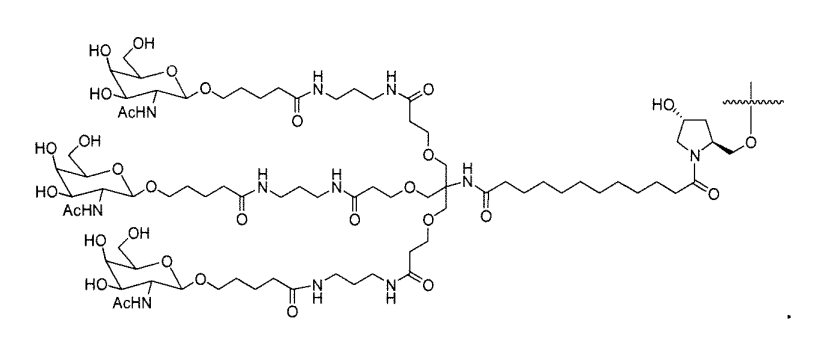 HO OH
O H H
HO O N N O
AcHN O HO
O
O N
HO OH O
O H H O H
HO O N N O N
AcHN O O O
O
HO OH
O
HO O N N O
AcHN O H H
.